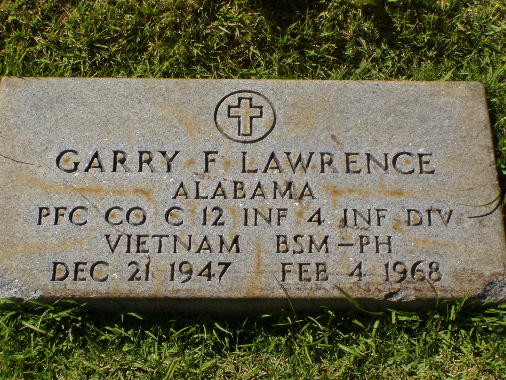 GARRY F LAWRENCE
ALABAMA
PFC CO C 12 INF 4 INF DIV
VIETNAM BSM-PH
DEC 21 1947 FEB 4 1968